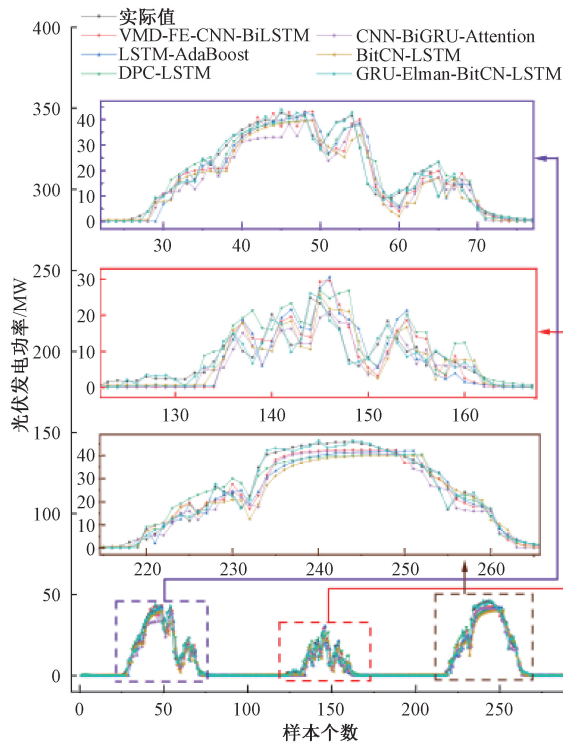 实际值
VMD-FE-CNN-BiLSTM CNN-BiGRU-Attention
LSTM-AdaBoost BitCN-LSTM
DPC-LSTM GRU-Elman-BitCN-LSTM
350
300
250
200
150
100
50
0
光伏发电功率/MW
40
30
20
10
0
30 40 50 60 70
30
20
10
0
130 140 150 160
40
30
20
10
0
220 230 240 250 260
0 50 100 150 200 250
样本个数